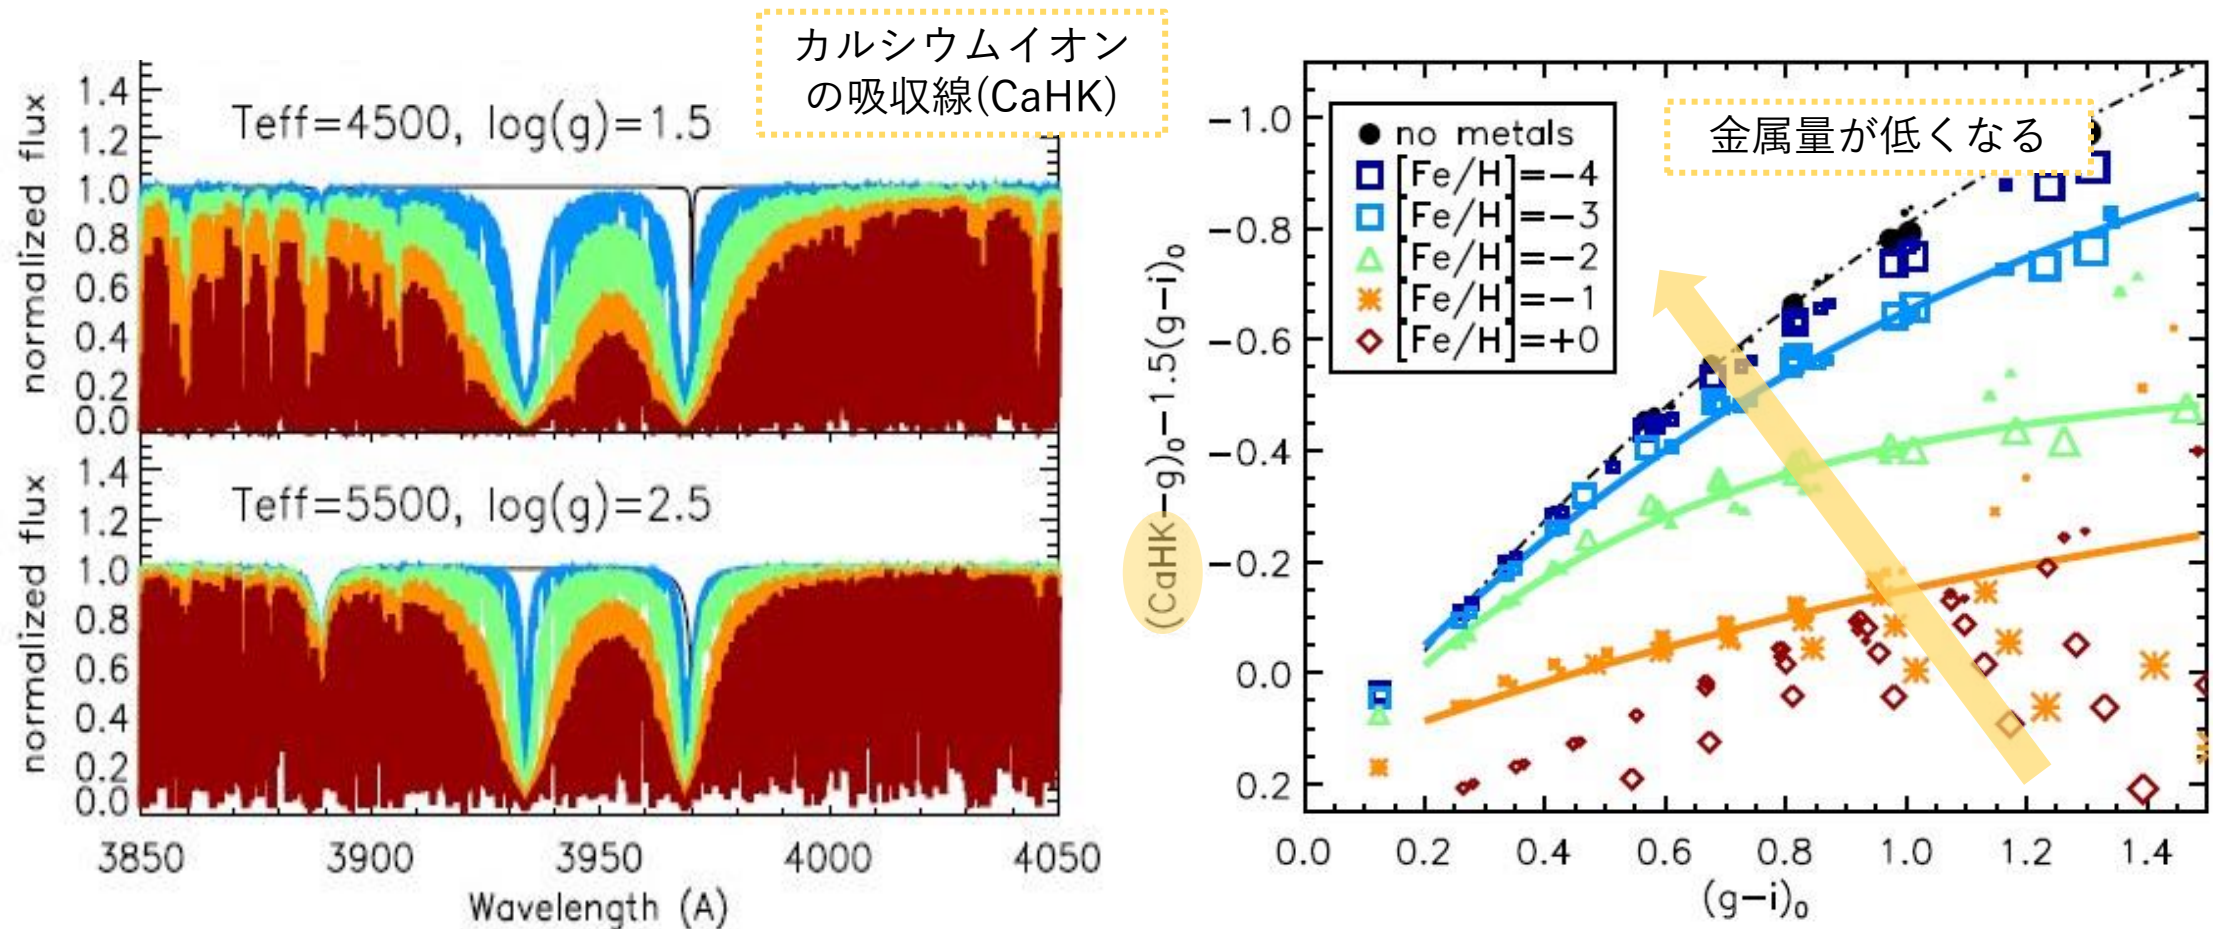 カルシウムイオン
の吸収線(CaHK)
Teff=4500, log(g)=1.5
normalized flux
1.4
1.2
1.0
0.8
0.6
0.4
0.2
0.0
Teff=5500, log(g)=2.5
normalized flux
1.4
1.2
1.0
0.8
0.6
0.4
0.2
0.0
3850 3900 3950 4000 4050
Wavelength (A)
金属量が低くなる
no metals
[Fe/H]=−4
[Fe/H]=−3
[Fe/H]=−2
[Fe/H]=−1
[Fe/H]=+0
(CaHK−g)₀−1.5(g−i)₀
−1.0
−0.8
−0.6
−0.4
−0.2
0.0
0.2
0.0 0.2 0.4 0.6 0.8 1.0 1.2 1.4
(g−i)₀